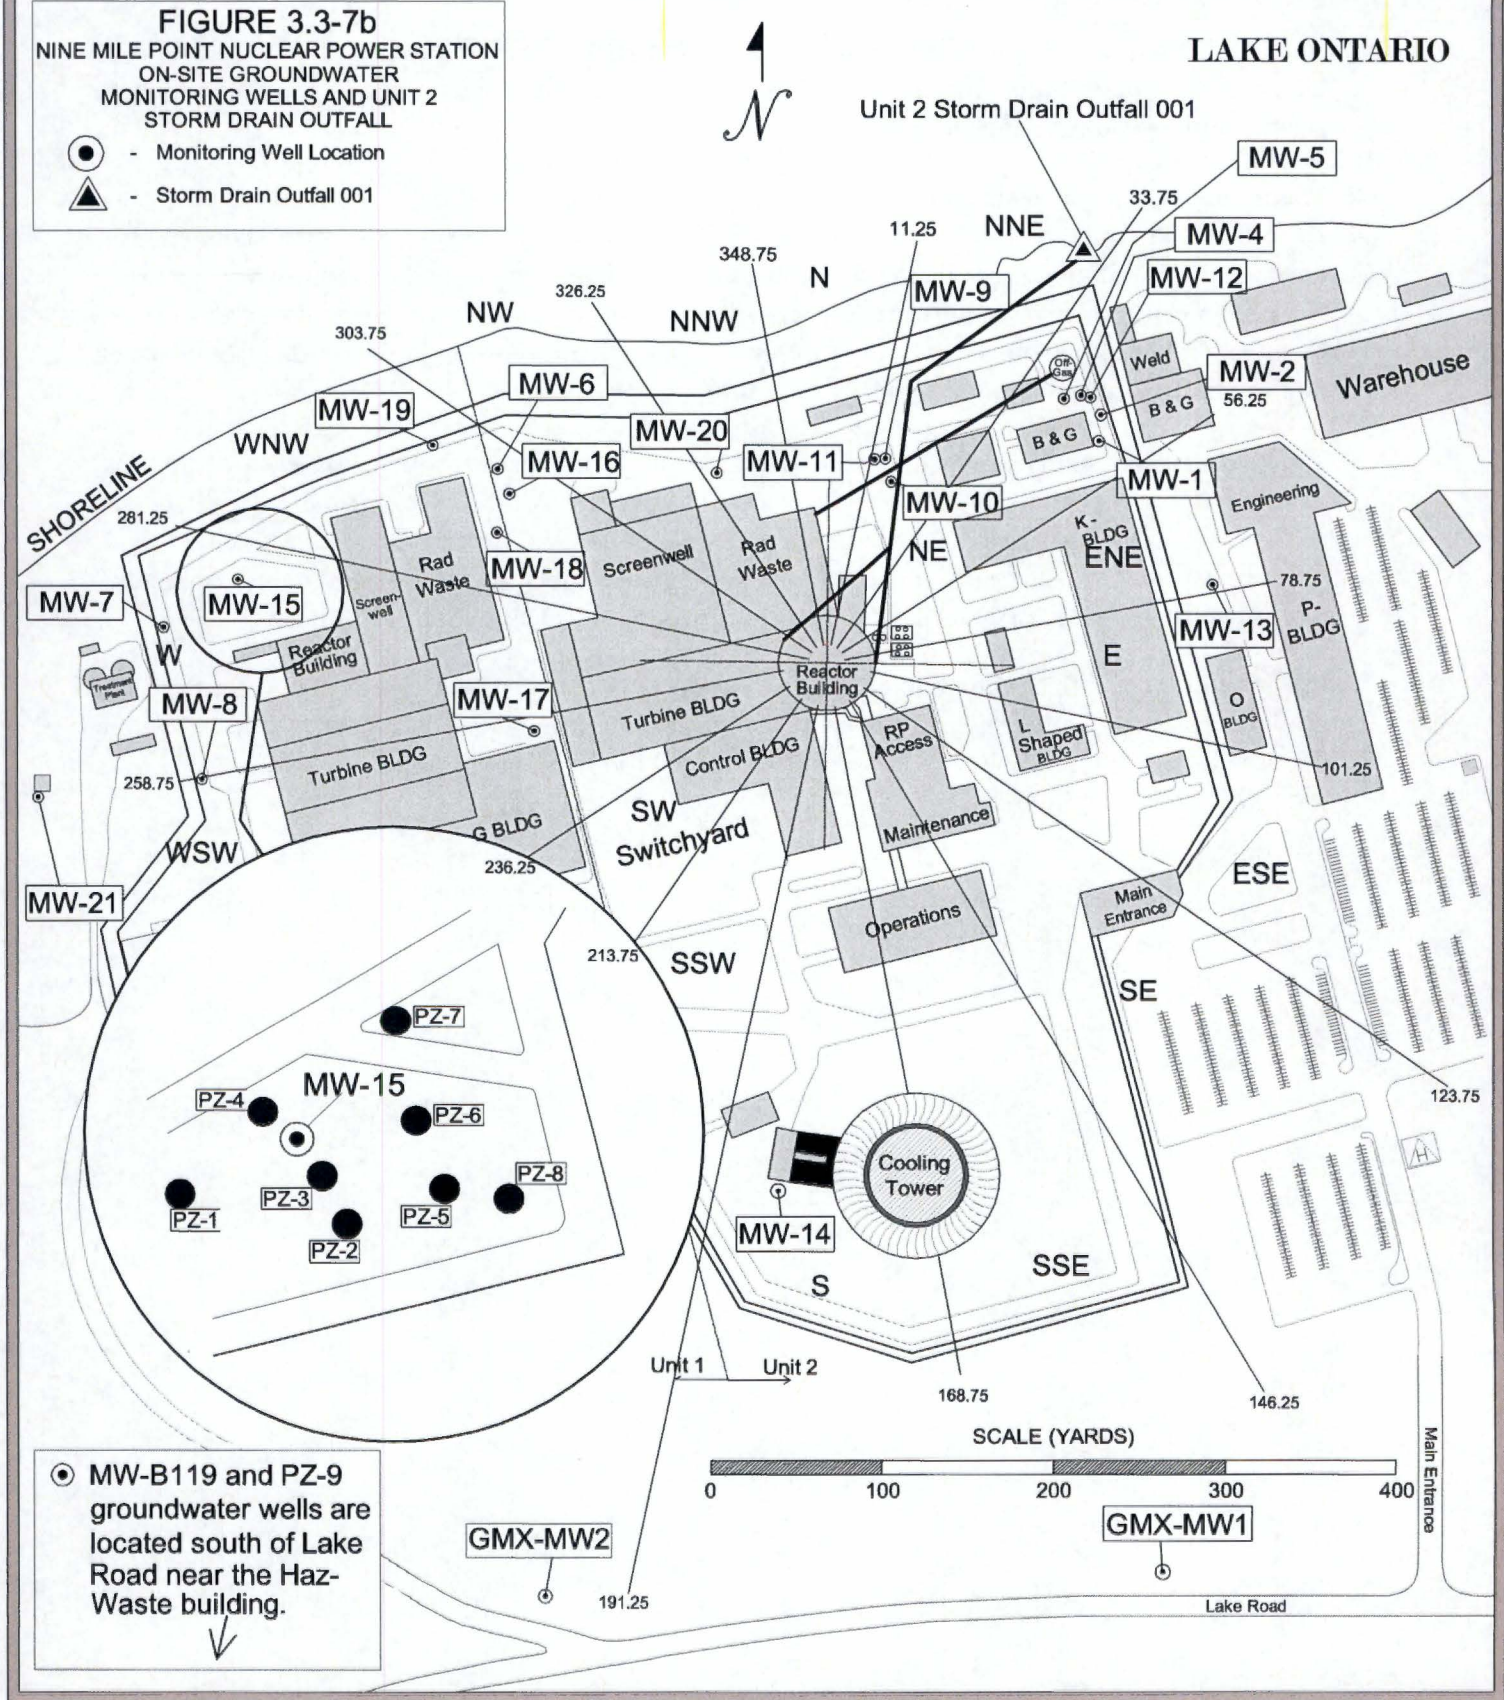 FIGURE 3.3-7b
NINE MILE POINT NUCLEAR POWER STATION
ON-SITE GROUNDWATER
MONITORING WELLS AND UNIT 2
STORM DRAIN OUTFALL
- Monitoring Well Location
- Storm Drain Outfall 001
N
LAKE ONTARIO
Unit 2 Storm Drain Outfall 001
MW-5
33.75
MW-4
NNE
11.25
348.75
N
MW-12
MW-9
326.25
NW
NNW
303.75
Off-
Gas
Weld
MW-2
Warehouse
MW-6
56.25
B & G
MW-19
MW-20
B & G
WNW
MW-16
MW-11
MW-1
SHORELINE
MW-10
Engineering
281.25
K-
BLDG
NE
ENE
Rad
Waste
Screenwell
Rad
Waste
MW-18
78.75
MW-7
MW-15
Screen-
well
P-
BLDG
MW-13
W
Reactor
Building
E
Reactor
Building
Treatment
Plant
MW-8
MW-17
O
BLDG
Turbine BLDG
RP
Access
L
Shaped
BLDG
Control BLDG
Turbine BLDG
101.25
258.75
SW
Switchyard
G BLDG
Maintenance
WSW
236.25
ESE
MW-21
Main
Entrance
Operations
213.75
SSW
SE
PZ-7
MW-15
PZ-4
PZ-6
123.75
H
Cooling
Tower
PZ-3
PZ-8
PZ-1
PZ-5
PZ-2
MW-14
SSE
S
Unit 1
Unit 2
168.75
146.25
SCALE (YARDS)
0 100 200 300 400
Main Entrance
MW-B119 and PZ-9
groundwater wells are
located south of Lake
Road near the Haz-
Waste building.
GMX-MW2
GMX-MW1
191.25
Lake Road